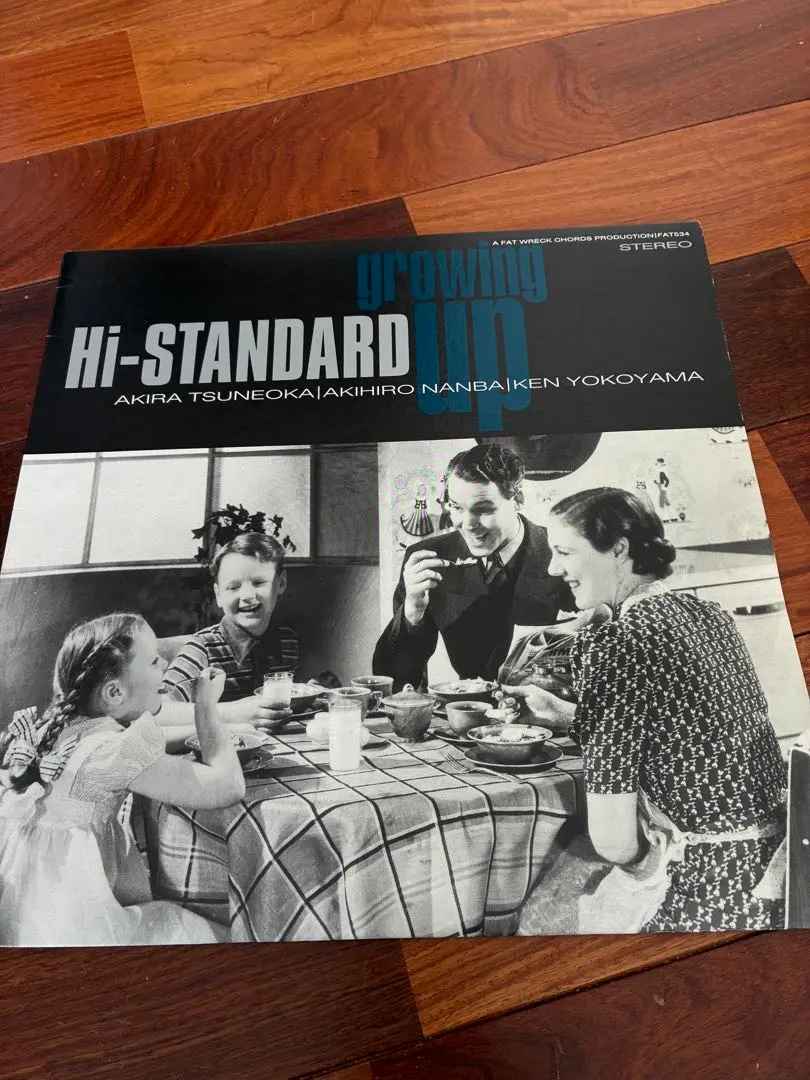 A FAT WRECK CHORDS PRODUCTION|FAT534
STEREO
growing
up
Hi-STANDARD
AKIRA TSUNEOKA|AKIHIRO NANBA|KEN YOKOYAMA